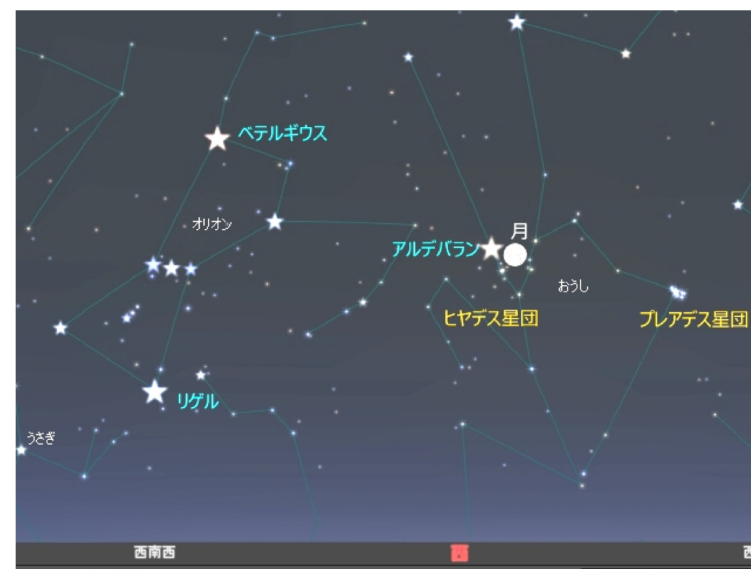 ベテルギウス
オリオン
月
アルデバラン
おうし
ヒヤデス星団
プレアデス星団
リゲル
うさぎ
西南西
西